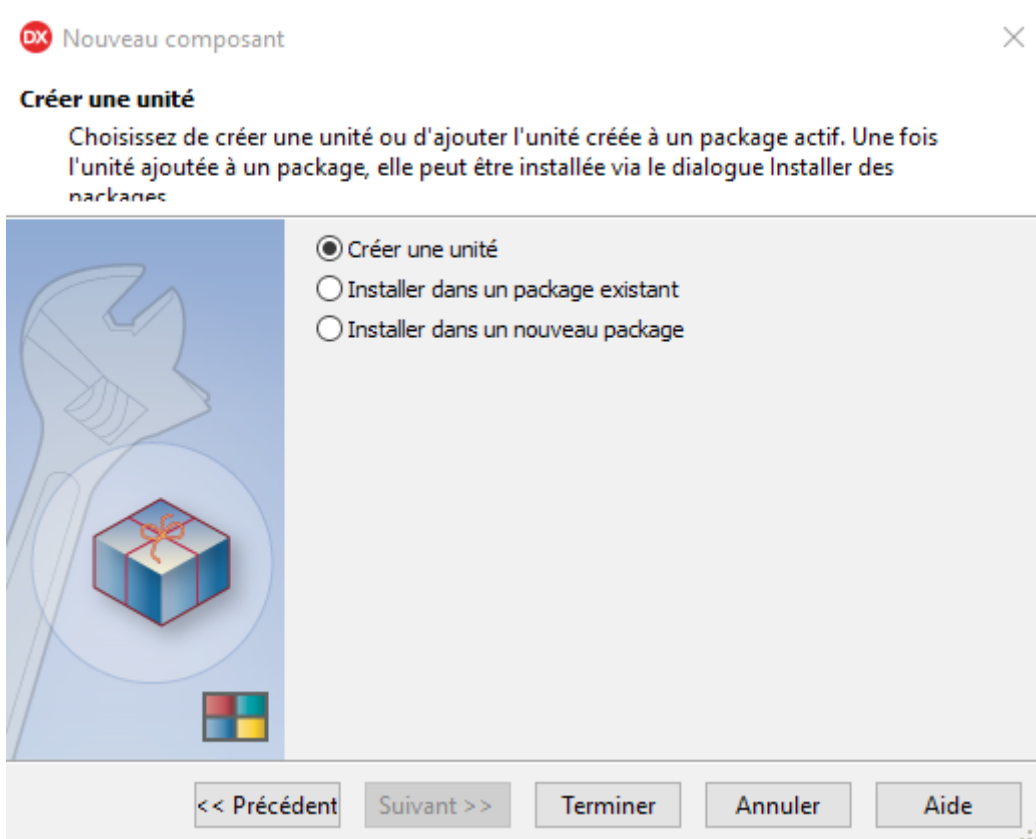 DX Nouveau composant
Créer une unité
Choisissez de créer une unité ou d'ajouter l'unité créée à un package actif. Une fois
l'unité ajoutée à un package, elle peut être installée via le dialogue Installer des
packages
Créer une unité
Installer dans un package existant
Installer dans un nouveau package
<< Précédent Suivant >> Terminer Annuler Aide